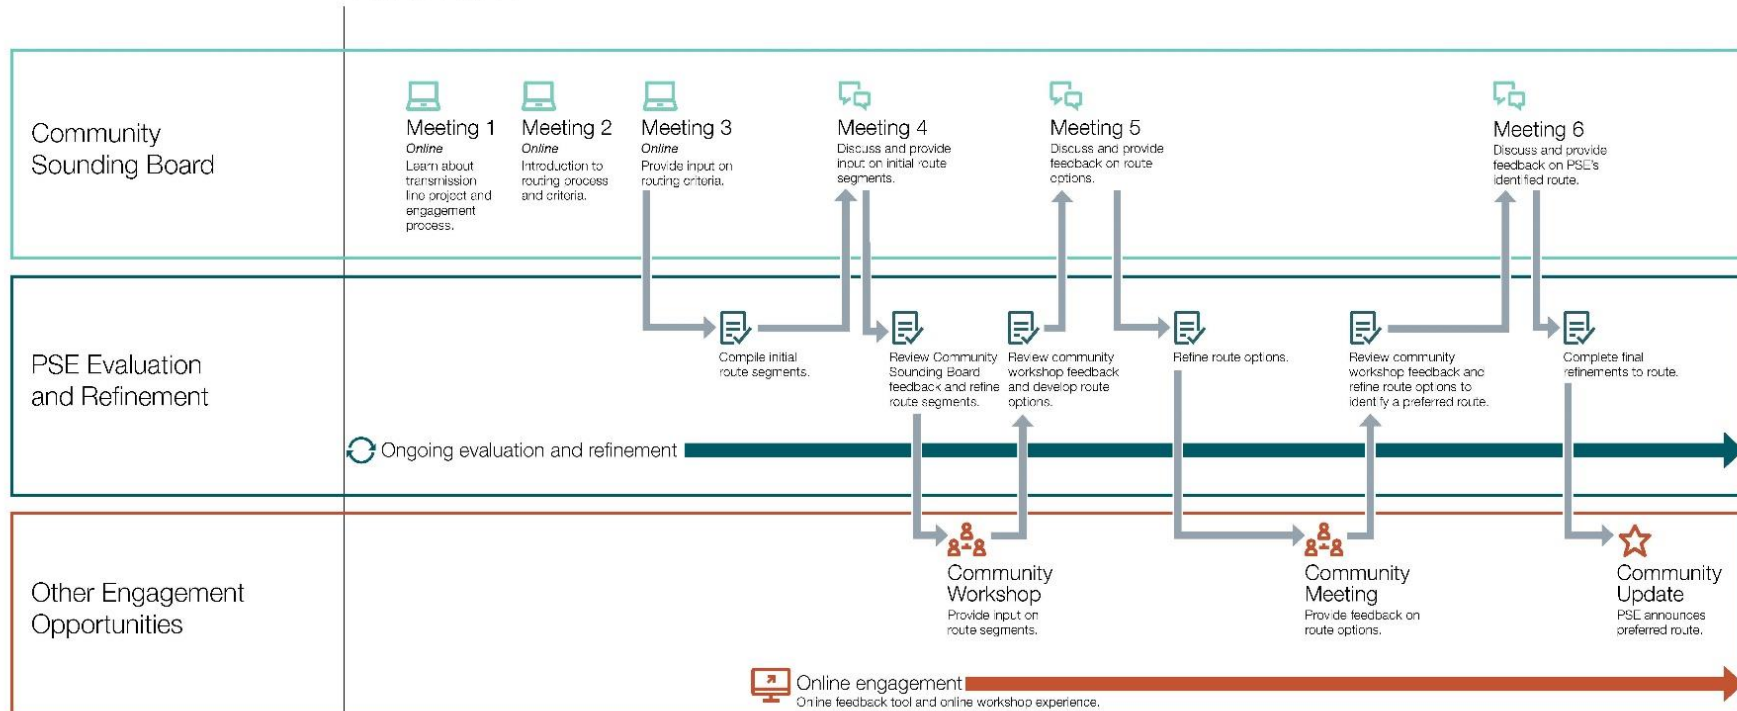 Community
Sounding Board
Meeting 1
Online
Learn about
transmission
line project and
engagement
process.
Meeting 2
Online
Introduction to
routing process
and criteria.
Meeting 3
Online
Provide input on
routing criteria.
Meeting 4
Discuss and provide
input on initial route
segments.
Meeting 5
Discuss and provide
feedback on route
options.
Meeting 6
Discuss and provide
feedback on PSE's
identified route.
PSE Evaluation
and Refinement
Compile initial
route segments.
Review Community
Sounding Board
feedback and refine
route segments.
Review community
workshop feedback
and develop route
options.
Refine route options.
Review community
workshop feedback and
refine route options to
identify a preferred route.
Complete final
refinements to route.
Ongoing evaluation and refinement
Other Engagement
Opportunities
Community
Workshop
Provide input on
route segments.
Community
Meeting
Provide feedback on
route options.
Community
Update
PSE announces
preferred route.
Online engagement
Online feedback tool and online workshop experience.